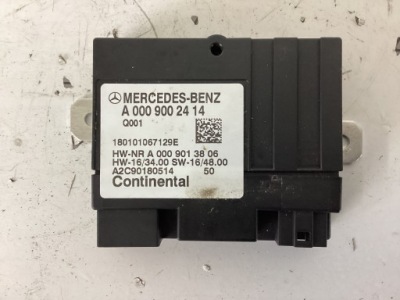 MERCEDES-BENZ
A 000 900 24 14
Q001
180101067129E
HW-NR A 000 901 38 06
HW-16/34.00 SW-16/48.00
A2C90180514 50
Continental